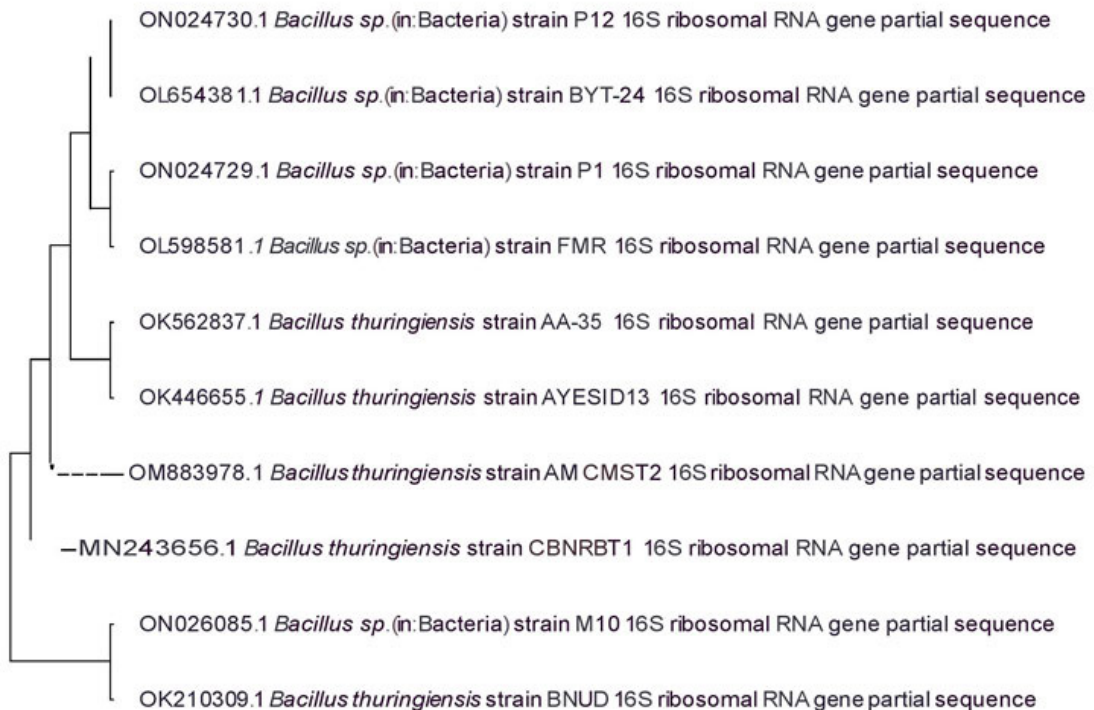 ON024730.1 Bacillus sp.(in:Bacteria) strain P12 16S ribosomal RNA gene partial sequence
OL654381.1 Bacillus sp.(in:Bacteria) strain BYT-24 16S ribosomal RNA gene partial sequence
ON024729.1 Bacillus sp.(in:Bacteria) strain P1 16S ribosomal RNA gene partial sequence
OL598581.1 Bacillus sp.(in:Bacteria) strain FMR 16S ribosomal RNA gene partial sequence
OK562837.1 Bacillus thuringiensis strain AA-35 16S ribosomal RNA gene partial sequence
OK446655.1 Bacillus thuringiensis strain AYESID13 16S ribosomal RNA gene partial sequence
OM883978.1 Bacillus thuringiensis strain AM CMST2 16S ribosomal RNA gene partial sequence
MN243656.1 Bacillus thuringiensis strain CBNRBT1 16S ribosomal RNA gene partial sequence
ON026085.1 Bacillus sp.(in:Bacteria) strain M10 16S ribosomal RNA gene partial sequence
OK210309.1 Bacillus thuringiensis strain BNUD 16S ribosomal RNA gene partial sequence